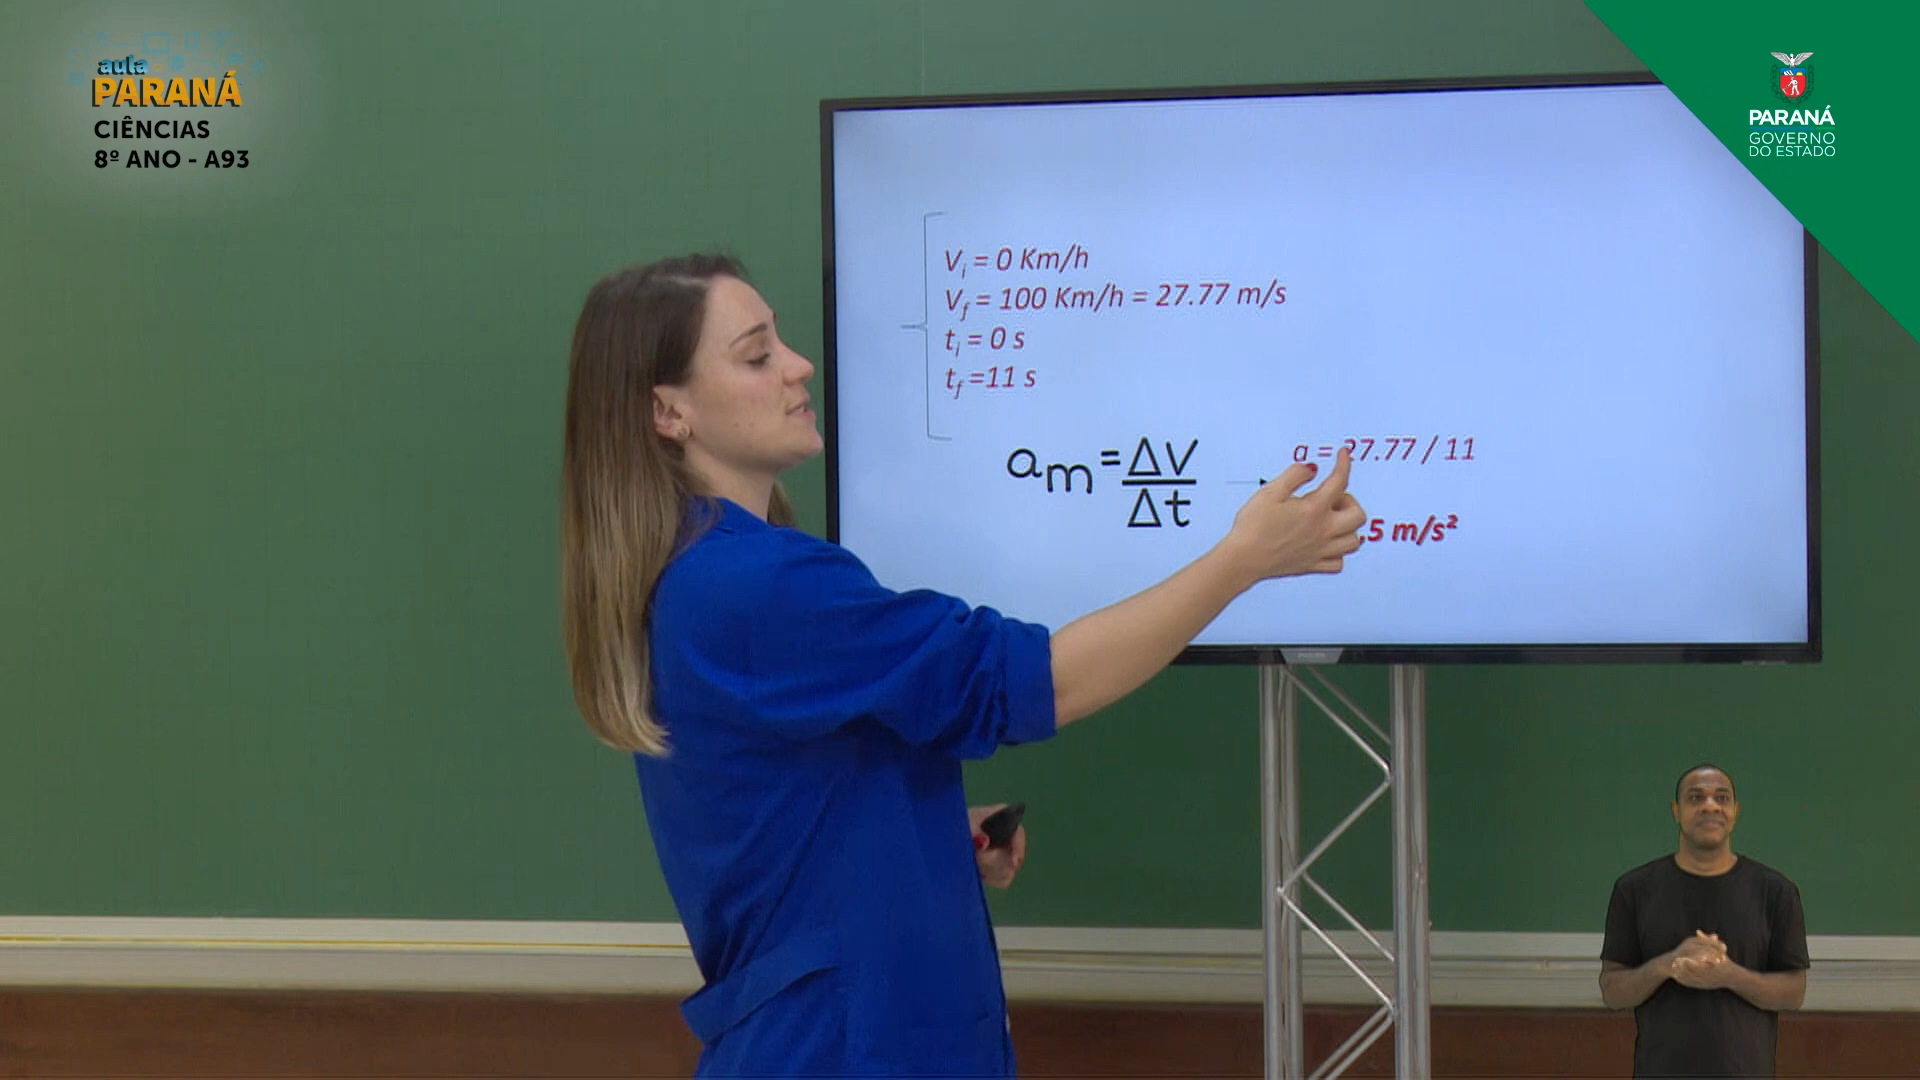 aula
PARANÁ
CIÊNCIAS
8º ANO - A93
PARANÁ
GOVERNO
DO ESTADO
Vi = 0 Km/h
Vf = 100 Km/h = 27.77 m/s
ti = 0 s
tf =11 s
am = ΔV
Δt
a = 27.77 / 11
,5 m/s²